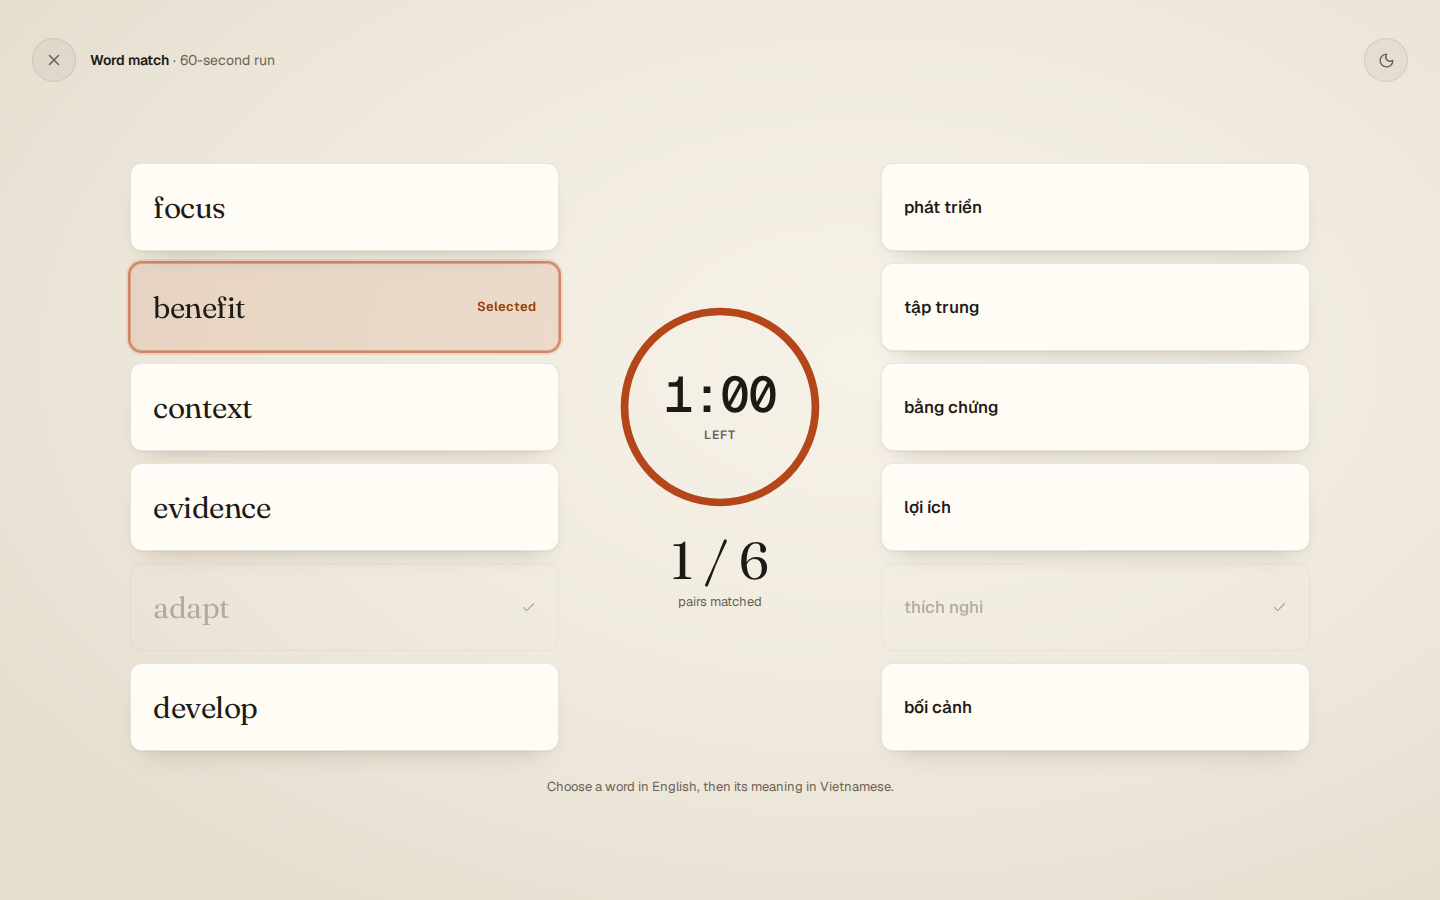 Word match · 60-second run
focus
benefit
Selected
context
evidence
adapt
develop
1:00
LEFT
1 / 6
pairs matched
phát triển
tập trung
bằng chứng
lợi ích
thích nghi
bối cảnh
Choose a word in English, then its meaning in Vietnamese.